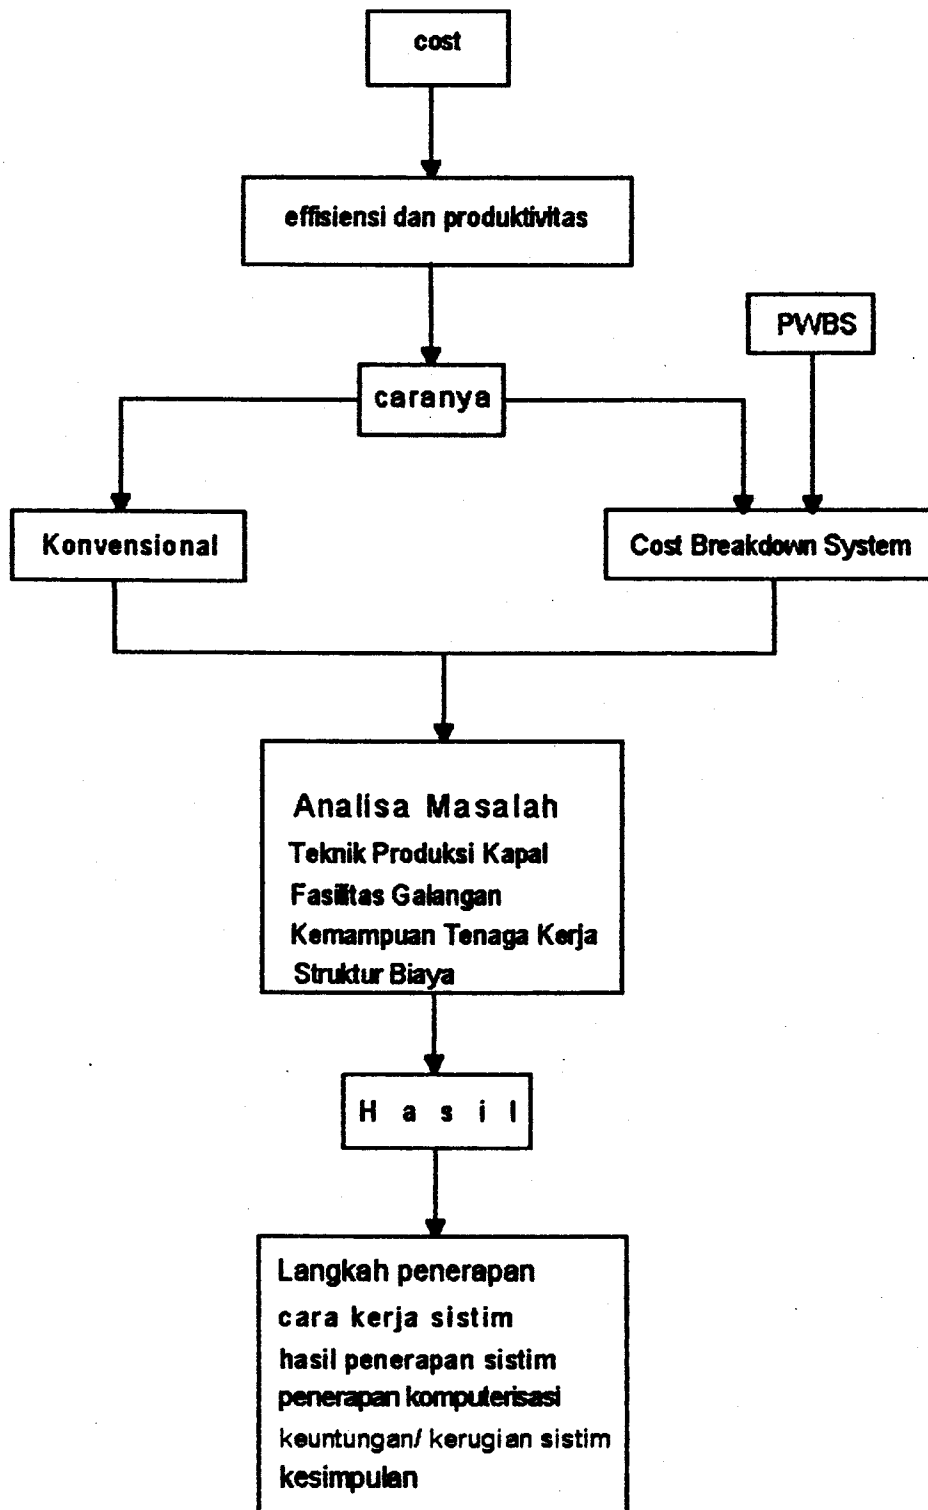 cost
effisiensi dan produktivitas
PWBS
caranya
Konvensional
Cost Breakdown System
Analisa Masalah
Teknik Produksi Kapal
Fasilitas Galangan
Kemampuan Tenaga Kerja
Struktur Biaya
H a s i l
Langkah penerapan
cara kerja sistim
hasil penerapan sistim
penerapan komputerisasi
keuntungan/ kerugian sistim
kesimpulan